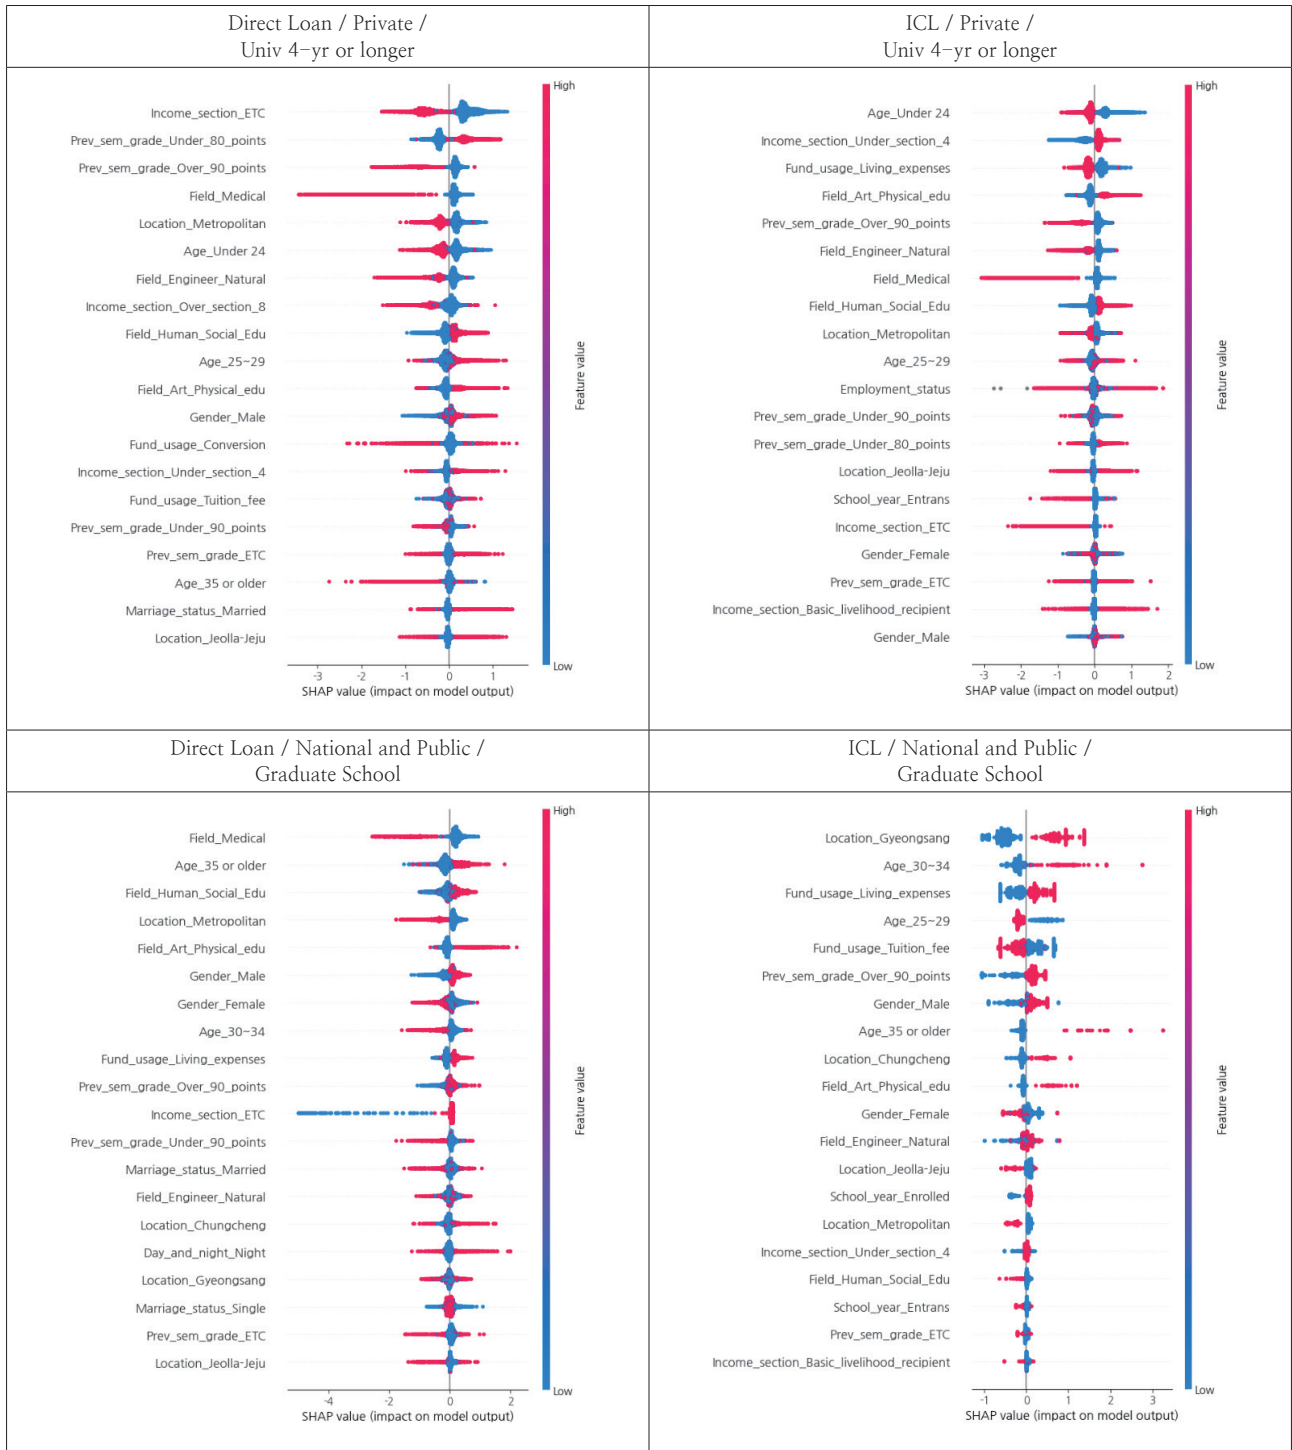 Direct Loan / Private /
Univ 4-yr or longer
ICL / Private /
Univ 4-yr or longer
High
Income_section_ETC
Prev_sem_grade_Under_80_points
Prev_sem_grade_Over_90_points
Field_Medical
Location_Metropolitan
Age_Under 24
Field_Engineer_Natural
Income_section_Over_section_8
Field_Human_Social_Edu
Age_25~29
Field_Art_Physical_edu
Gender_Male
Fund_usage_Conversion
Income_section_Under_section_4
Fund_usage_Tuition_fee
Prev_sem_grade_Under_90_points
Prev_sem_grade_ETC
Age_35 or older
Marriage_status_Married
Location_Jeolla-Jeju
Feature value
Low
-3 -2 -1 0 1
SHAP value (impact on model output)
High
Age_Under 24
Income_section_Under_section_4
Fund_usage_Living_expenses
Field_Art_Physical_edu
Prev_sem_grade_Over_90_points
Field_Engineer_Natural
Field_Medical
Field_Human_Social_Edu
Location_Metropolitan
Age_25~29
Employment_status
Prev_sem_grade_Under_90_points
Prev_sem_grade_Under_80_points
Location_Jeolla-Jeju
School_year_Entrans
Income_section_ETC
Gender_Female
Prev_sem_grade_ETC
Income_section_Basic_livelihood_recipient
Gender_Male
Feature value
Low
-3 -2 -1 0 1 2
SHAP value (impact on model output)
Direct Loan / National and Public /
Graduate School
ICL / National and Public /
Graduate School
High
Field_Medical
Age_35 or older
Field_Human_Social_Edu
Location_Metropolitan
Field_Art_Physical_edu
Gender_Male
Gender_Female
Age_30~34
Fund_usage_Living_expenses
Prev_sem_grade_Over_90_points
Income_section_ETC
Prev_sem_grade_Under_90_points
Marriage_status_Married
Field_Engineer_Natural
Location_Chungcheng
Day_and_night_Night
Location_Gyeongsang
Marriage_status_Single
Prev_sem_grade_ETC
Location_Jeolla-Jeju
Feature value
Low
-4 -2 0 2
SHAP value (impact on model output)
High
Location_Gyeongsang
Age_30~34
Fund_usage_Living_expenses
Age_25~29
Fund_usage_Tuition_fee
Prev_sem_grade_Over_90_points
Gender_Male
Age_35 or older
Location_Chungcheng
Field_Art_Physical_edu
Gender_Female
Field_Engineer_Natural
Location_Jeolla-Jeju
School_year_Enrolled
Location_Metropolitan
Income_section_Under_section_4
Field_Human_Social_Edu
School_year_Entrans
Prev_sem_grade_ETC
Income_section_Basic_livelihood_recipient
Feature value
Low
-1 0 1 2 3
SHAP value (impact on model output)